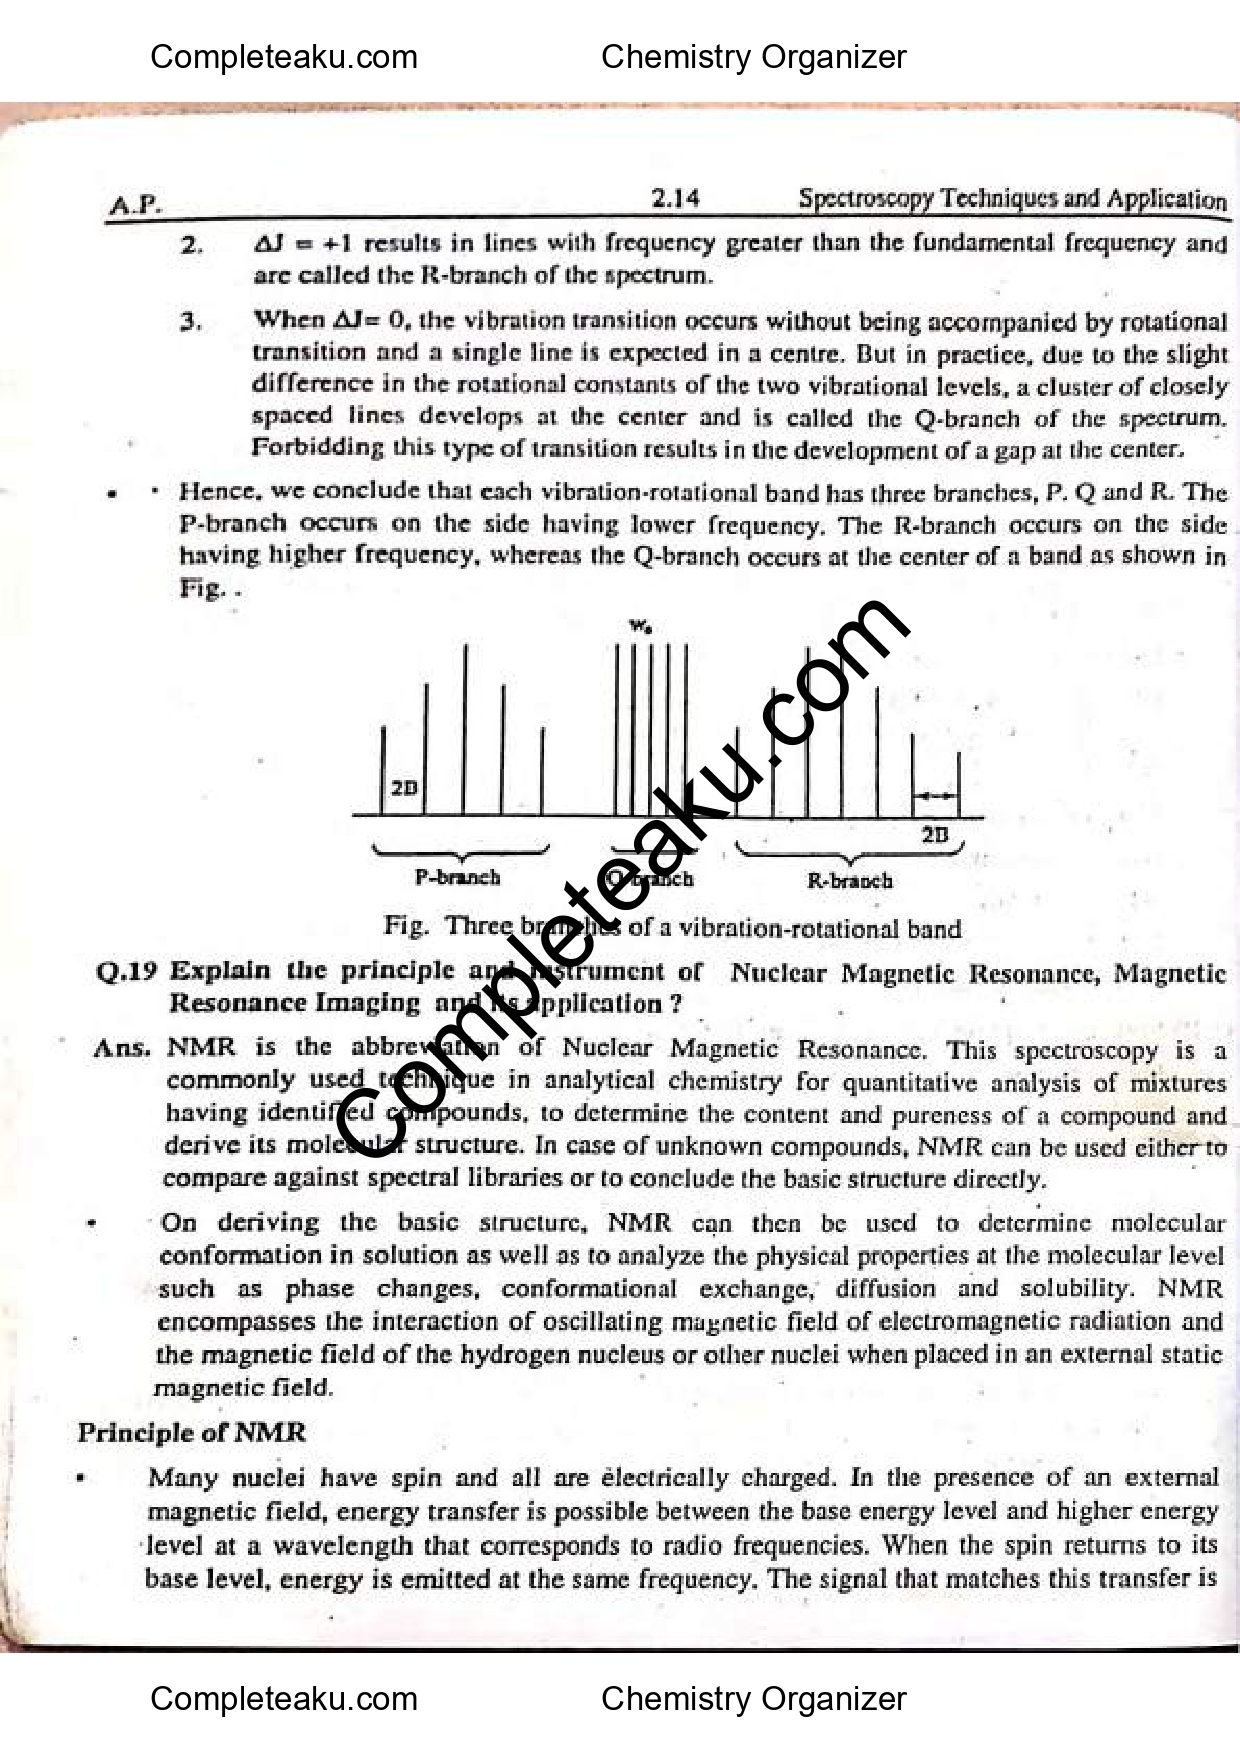 Completeaku.com Chemistry Organizer
A.P. 2.14 Spectroscopy Techniques and Application
2. ΔJ = +1 results in lines with frequency greater than the fundamental frequency and
are called the R-branch of the spectrum.
3. When ΔJ= 0, the vibration transition occurs without being accompanied by rotational
transition and a single line is expected in a centre. But in practice, due to the slight
difference in the rotational constants of the two vibrational levels, a cluster of closely
spaced lines develops at the center and is called the Q-branch of the spectrum.
Forbidding this type of transition results in the development of a gap at the center.
• Hence, we conclude that each vibration-rotational band has three branches, P. Q and R. The
P-branch occurs on the side having lower frequency. The R-branch occurs on the side
having higher frequency, whereas the Q-branch occurs at the center of a band as shown in
Fig. .
2B
2B
P-branch Q-branch R-branch
Fig. Three branches of a vibration-rotational band
Q.19 Explain the principle and instrument of Nuclear Magnetic Resonance, Magnetic
Resonance Imaging and its application ?
Ans. NMR is the abbreviation of Nuclear Magnetic Resonance. This spectroscopy is a
commonly used technique in analytical chemistry for quantitative analysis of mixtures
having identified compounds, to determine the content and pureness of a compound and
derive its molecular structure. In case of unknown compounds, NMR can be used either to
compare against spectral libraries or to conclude the basic structure directly.
• On deriving the basic structure, NMR can then be used to determine molecular
conformation in solution as well as to analyze the physical properties at the molecular level
such as phase changes, conformational exchange, diffusion and solubility. NMR
encompasses the interaction of oscillating magnetic field of electromagnetic radiation and
the magnetic field of the hydrogen nucleus or other nuclei when placed in an external static
magnetic field.
Principle of NMR
• Many nuclei have spin and all are electrically charged. In the presence of an external
magnetic field, energy transfer is possible between the base energy level and higher energy
level at a wavelength that corresponds to radio frequencies. When the spin returns to its
base level, energy is emitted at the same frequency. The signal that matches this transfer is
Completeaku.com
Completeaku.com Chemistry Organizer